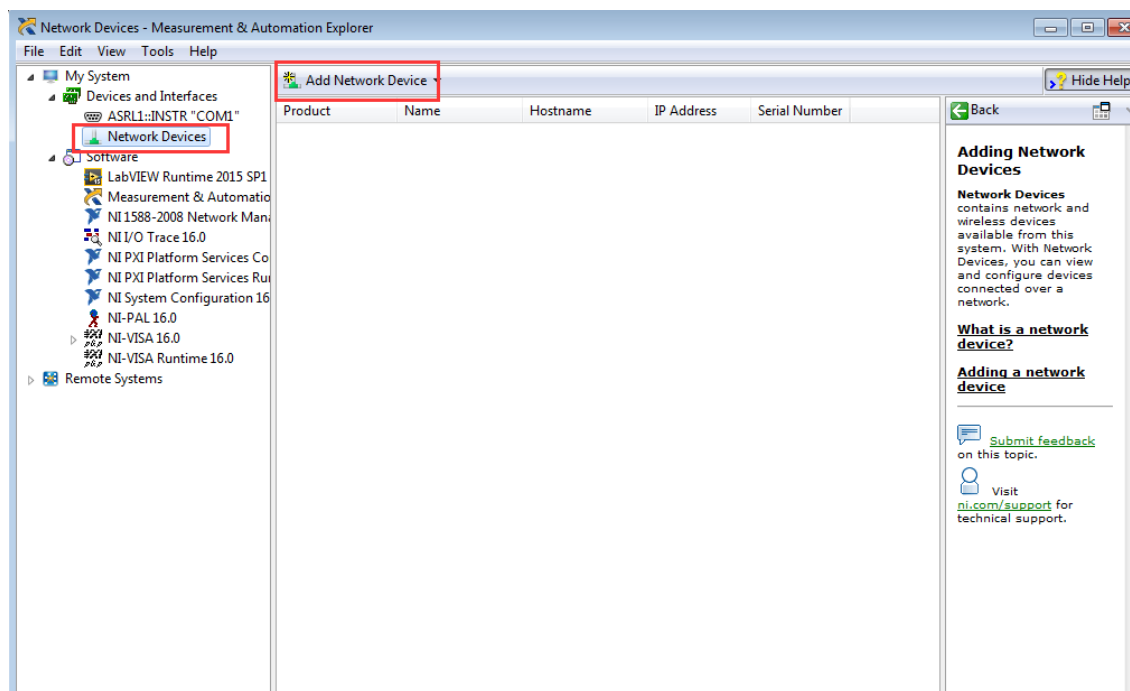 Network Devices - Measurement & Automation Explorer
File Edit View Tools Help
My System
Devices and Interfaces
ASRL1::INSTR "COM1"
Network Devices
Software
LabVIEW Runtime 2015 SP1
Measurement & Automatio
NI 1588-2008 Network Mana
NI I/O Trace 16.0
NI PXI Platform Services Co
NI PXI Platform Services Ru
NI System Configuration 16
NI-PAL 16.0
NI-VISA 16.0
NI-VISA Runtime 16.0
Remote Systems
Add Network Device
Hide Help
Product Name Hostname IP Address Serial Number
Back
Adding Network
Devices
Network Devices
contains network and
wireless devices
available from this
system. With Network
Devices, you can view
and configure devices
connected over a
network.
What is a network
device?
Adding a network
device
Submit feedback
on this topic.
Visit
ni.com/support for
technical support.